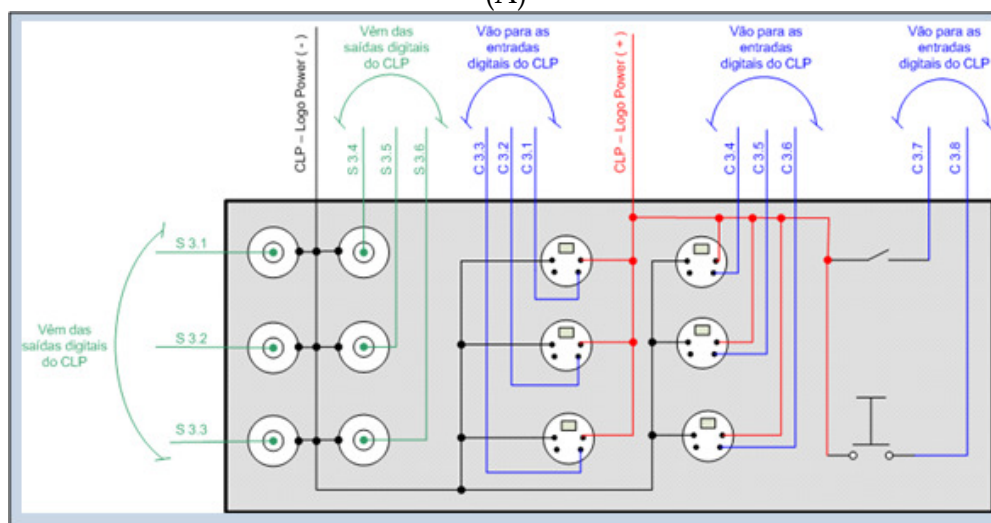 (A)
Vêm das
saídas digitais
do CLP
Vão para as
entradas
digitais do CLP
Vão para as
entradas
digitais do CLP
Vão para as
entradas
digitais do CLP
CLP – Logo Power ( - )
S 3.4
S 3.5
S 3.6
C 3.3
C 3.2
C 3.1
CLP – Logo Power ( + )
C 3.4
C 3.5
C 3.6
C 3.7
C 3.8
S 3.1
Vêm das
saídas digitais
do CLP
S 3.2
S 3.3